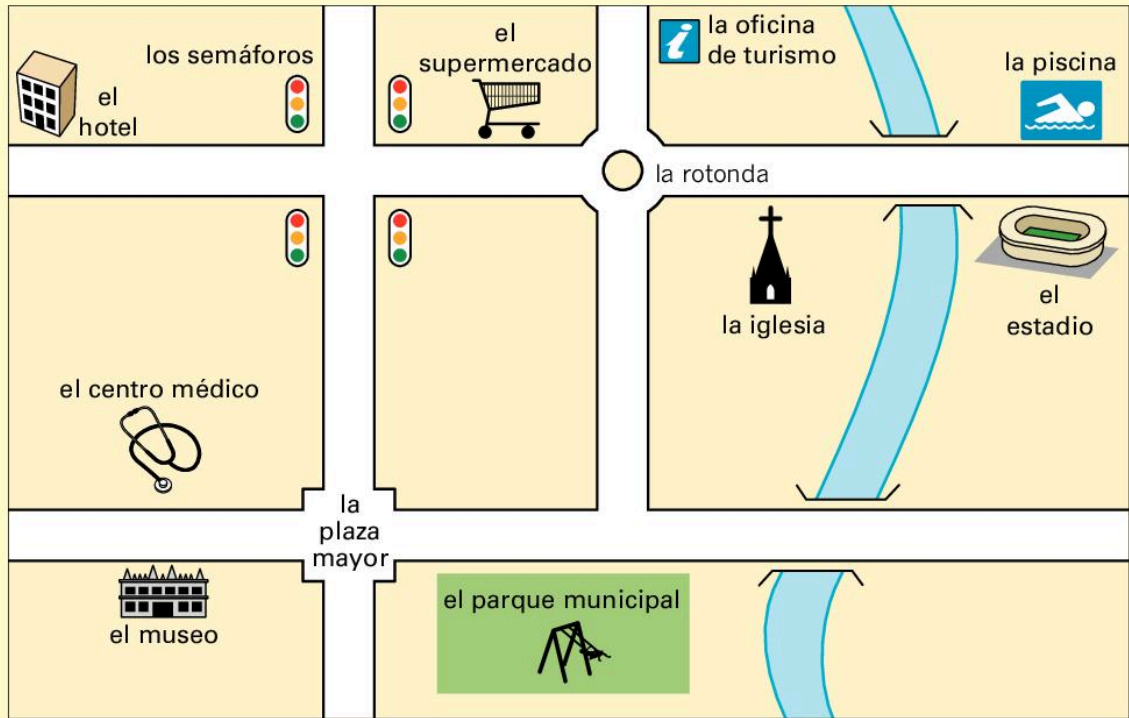 los semáforos
el
hotel
el
supermercado
la oficina
de turismo
la piscina
la rotonda
la iglesia
el
estadio
el centro médico
la
plaza
mayor
el museo
el parque municipal